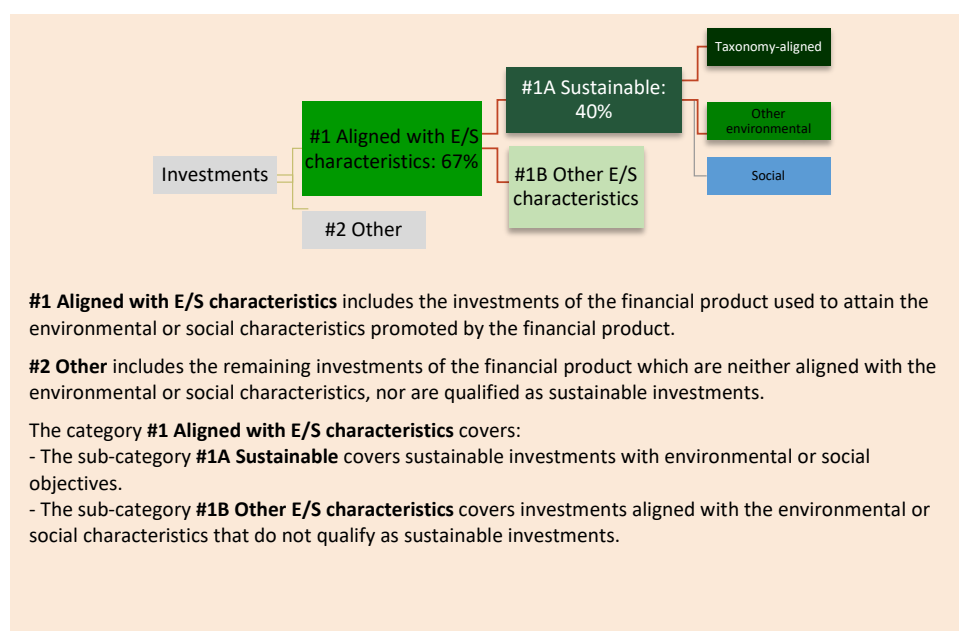 Taxonomy-aligned
#1A Sustainable:
40%
Other
environmental
#1 Aligned with E/S
characteristics: 67%
Investments
#1B Other E/S
characteristics
Social
#2 Other
#1 Aligned with E/S characteristics includes the investments of the financial product used to attain the
environmental or social characteristics promoted by the financial product.
#2 Other includes the remaining investments of the financial product which are neither aligned with the
environmental or social characteristics, nor are qualified as sustainable investments.
The category #1 Aligned with E/S characteristics covers:
- The sub-category #1A Sustainable covers sustainable investments with environmental or social
objectives.
- The sub-category #1B Other E/S characteristics covers investments aligned with the environmental or
social characteristics that do not qualify as sustainable investments.